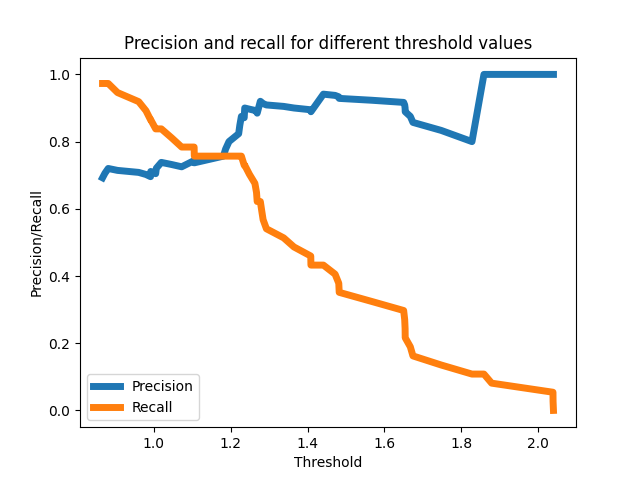 Precision and recall for different threshold values
Precision/Recall
1.0
0.8
0.6
0.4
0.2
0.0
Precision
Recall
1.0 1.2 1.4 1.6 1.8 2.0
Threshold